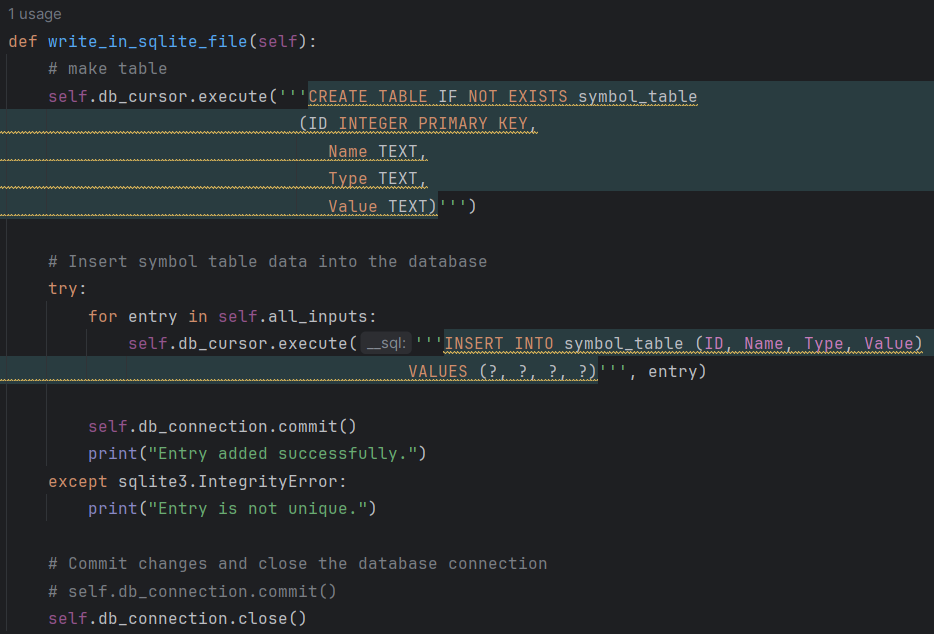 1 usage
def write_in_sqlite_file(self):
    # make table
    self.db_cursor.execute('''CREATE TABLE IF NOT EXISTS symbol_table
                             (ID INTEGER PRIMARY KEY,
                                Name TEXT,
                                Type TEXT,
                                Value TEXT)''')

    # Insert symbol table data into the database
    try:
        for entry in self.all_inputs:
            self.db_cursor.execute( __sql: '''INSERT INTO symbol_table (ID, Name, Type, Value)
                                        VALUES (?, ?, ?, ?)''', entry)

        self.db_connection.commit()
        print("Entry added successfully.")
    except sqlite3.IntegrityError:
        print("Entry is not unique.")

    # Commit changes and close the database connection
    # self.db_connection.commit()
    self.db_connection.close()